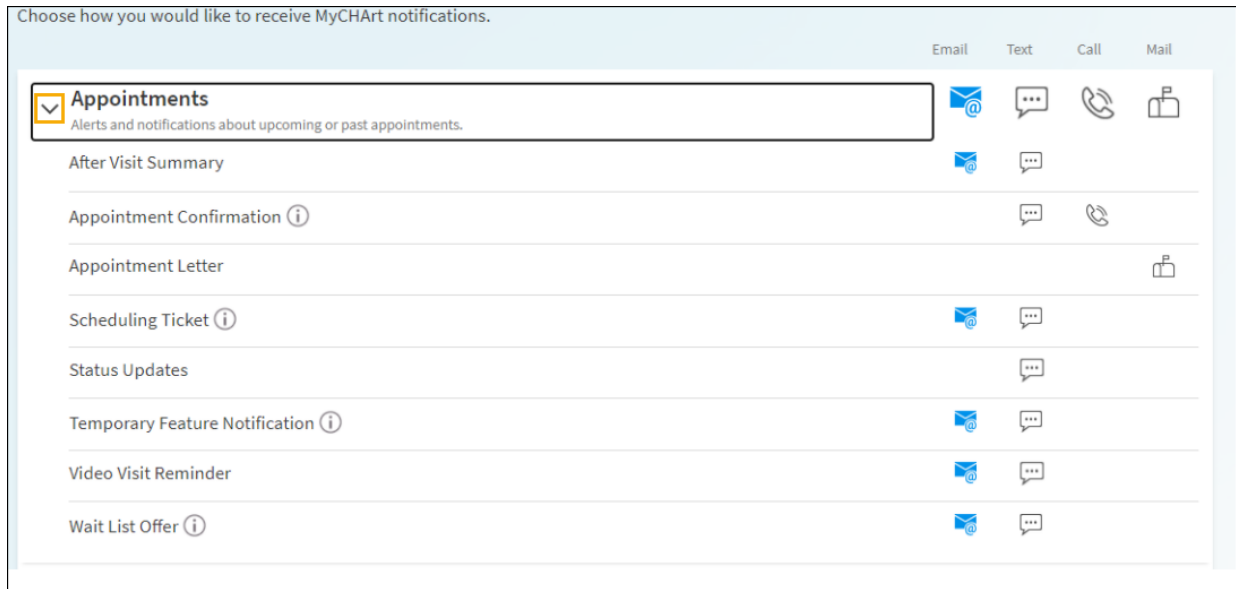 Choose how you would like to receive MyCHArt notifications.
Email Text Call Mail
Appointments
Alerts and notifications about upcoming or past appointments.
After Visit Summary
Appointment Confirmation
Appointment Letter
Scheduling Ticket
Status Updates
Temporary Feature Notification
Video Visit Reminder
Wait List Offer